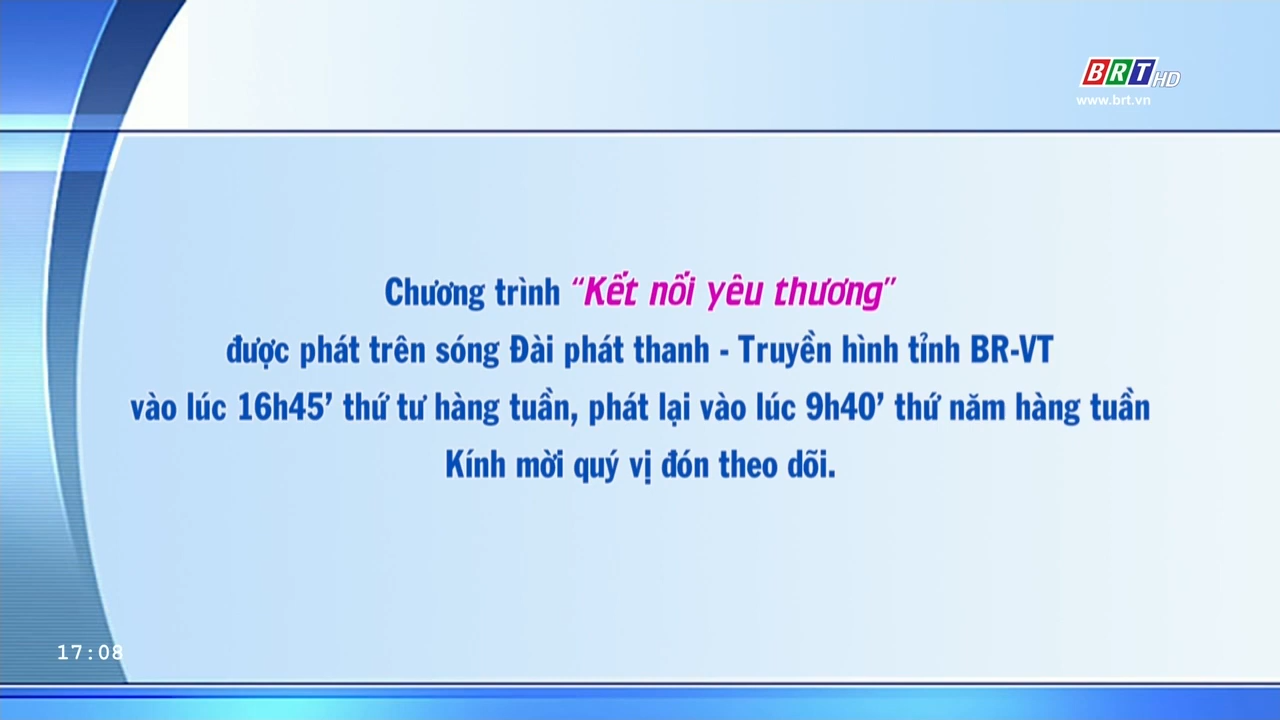 BRT HD
www.brt.vn
Chương trình “Kết nối yêu thương”
được phát trên sóng Đài phát thanh - Truyền hình tỉnh BR-VT
vào lúc 16h45’ thứ tư hàng tuần, phát lại vào lúc 9h40’ thứ năm hàng tuần
Kính mời quý vị đón theo dõi.
17:08